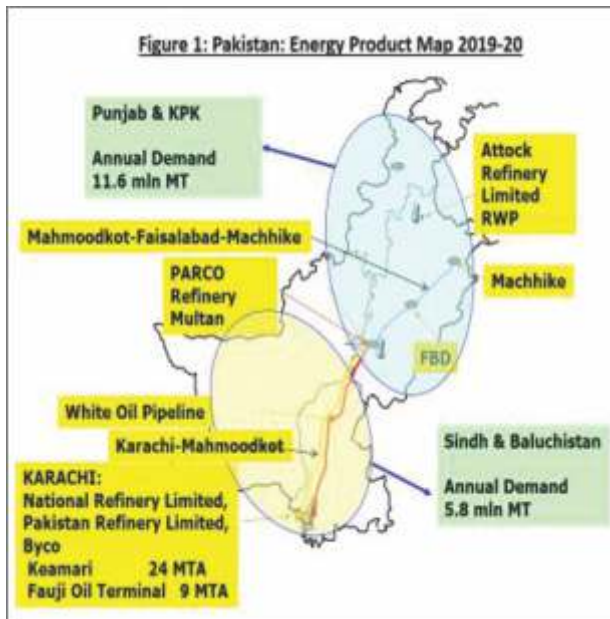 Figure 1: Pakistan: Energy Product Map 2019-20
Punjab & KPK
Annual Demand
11.6 mln MT
Attock
Refinery
Limited
RWP
Mahmoodkot-Faisalabad-Machhike
PARCO
Refinery
Multan
Machhike
FBD
White Oil Pipeline
Karachi-Mahmoodkot
Sindh & Baluchistan
Annual Demand
5.8 mln MT
KARACHI:
National Refinery Limited,
Pakistan Refinery Limited,
Byco
Keamari 24 MTA
Fauji Oil Terminal 9 MTA